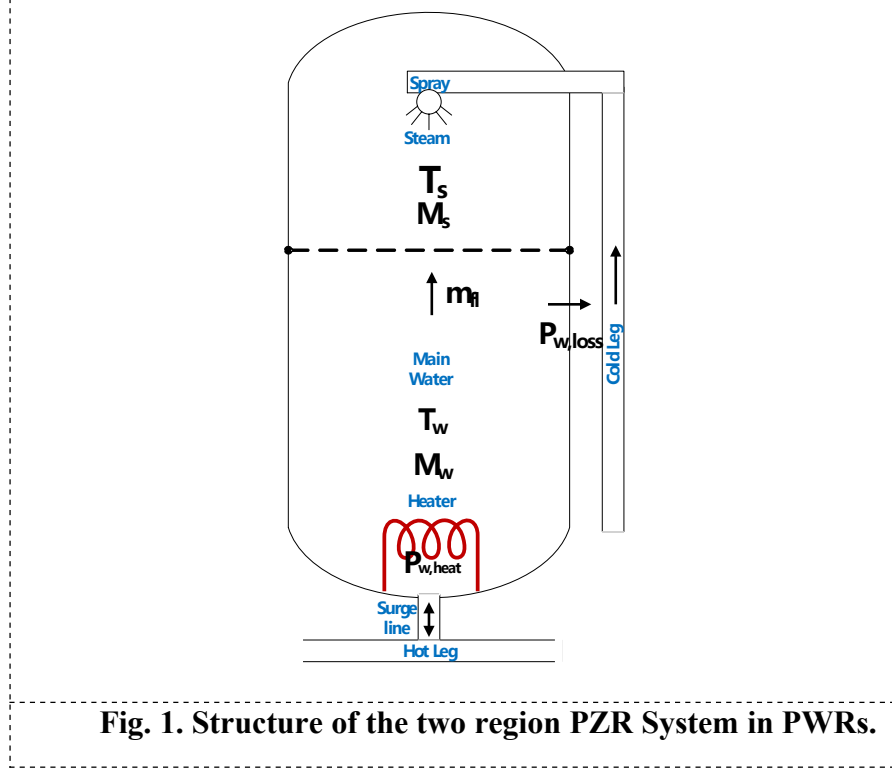 Spray
Steam
Ts
Ms
mfl
Pw,loss
Cold Leg
Main
Water
Tw
Mw
Heater
Pw,heat
Surge
line
Hot Leg
Fig. 1. Structure of the two region PZR System in PWRs.